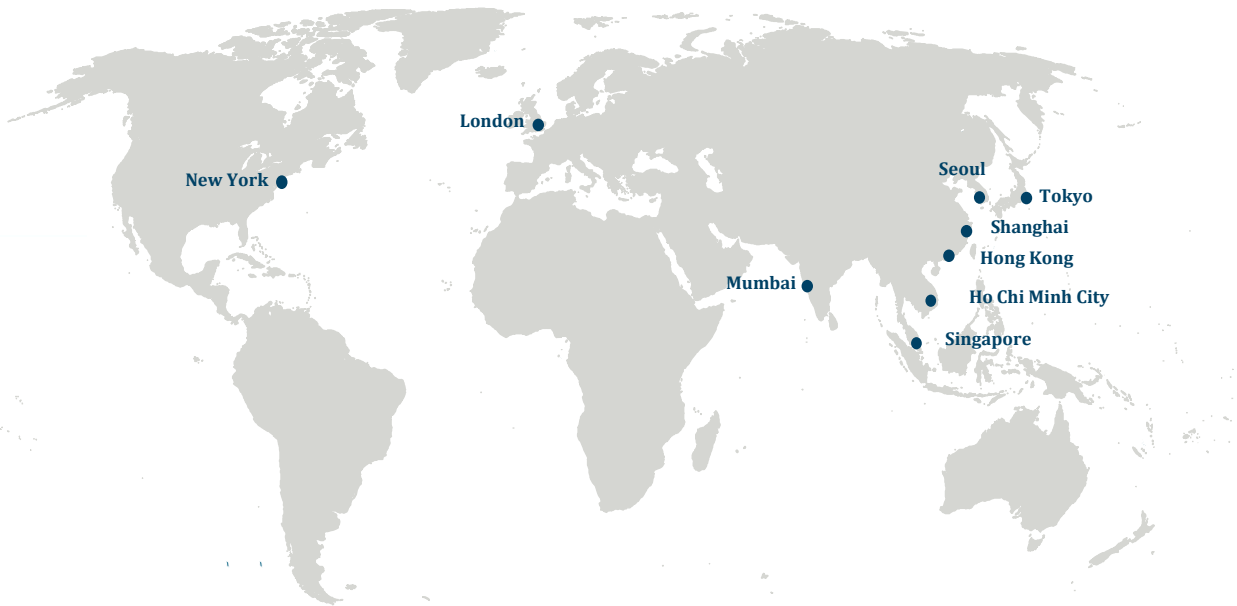 London
Seoul
New York
Tokyo
Shanghai
Hong Kong
Mumbai
Ho Chi Minh City
Singapore